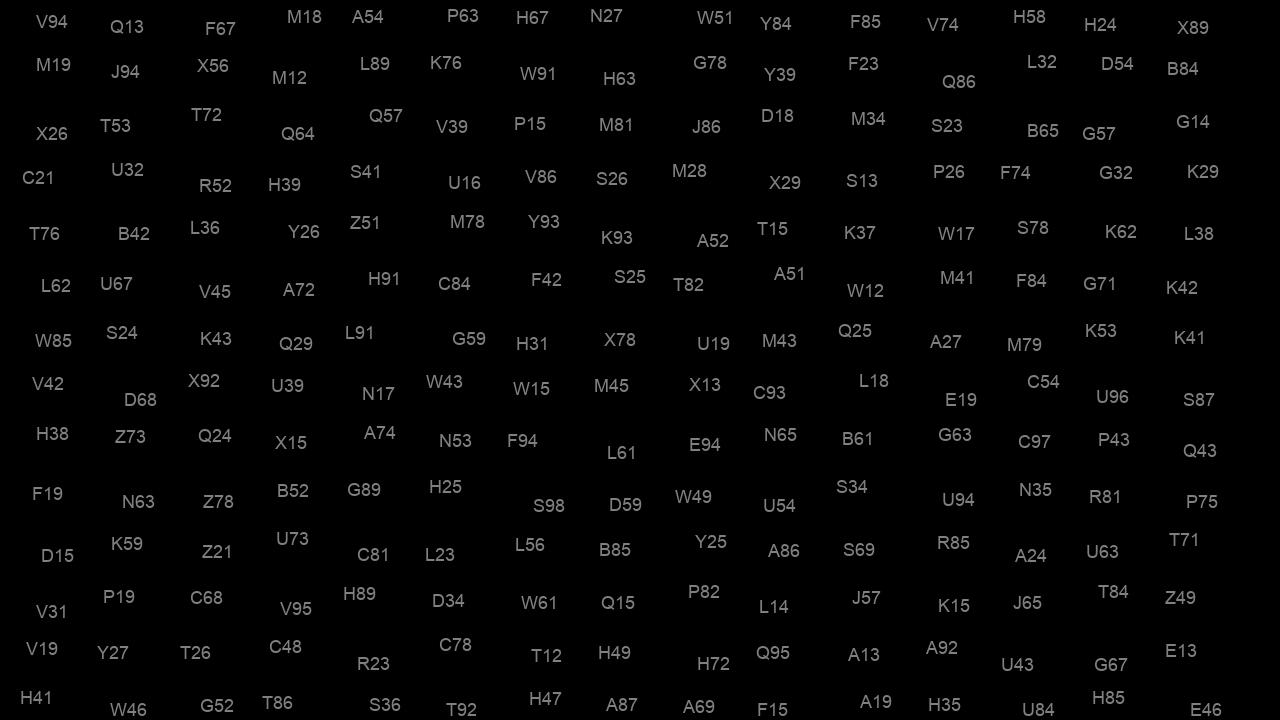 V94 Q13 F67 M18 A54 P63 H67 N27 W51 Y84 F85 V74 H58 H24 X89
M19 J94 X56 M12 L89 K76 W91 H63 G78 Y39 F23 Q86 L32 D54 B84
X26 T53 T72 Q64 Q57 V39 P15 M81 J86 D18 M34 S23 B65 G57 G14
C21 U32 R52 H39 S41 U16 V86 S26 M28 X29 S13 P26 F74 G32 K29
T76 B42 L36 Y26 Z51 M78 Y93 K93 A52 T15 K37 W17 S78 K62 L38
L62 U67 V45 A72 H91 C84 F42 S25 T82 A51 W12 M41 F84 G71 K42
W85 S24 K43 Q29 L91 G59 H31 X78 U19 M43 Q25 A27 M79 K53 K41
V42 D68 X92 U39 N17 W43 W15 M45 X13 C93 L18 E19 C54 U96 S87
H38 Z73 Q24 X15 A74 N53 F94 L61 E94 N65 B61 G63 C97 P43 Q43
F19 N63 Z78 B52 G89 H25 S98 D59 W49 U54 S34 U94 N35 R81 P75
D15 K59 Z21 U73 C81 L23 L56 B85 Y25 A86 S69 R85 A24 U63 T71
V31 P19 C68 V95 H89 D34 W61 Q15 P82 L14 J57 K15 J65 T84 Z49
V19 Y27 T26 C48 R23 C78 T12 H49 H72 Q95 A13 A92 U43 G67 E13
H41 W46 G52 T86 S36 T92 H47 A87 A69 F15 A19 H35 U84 H85 E46